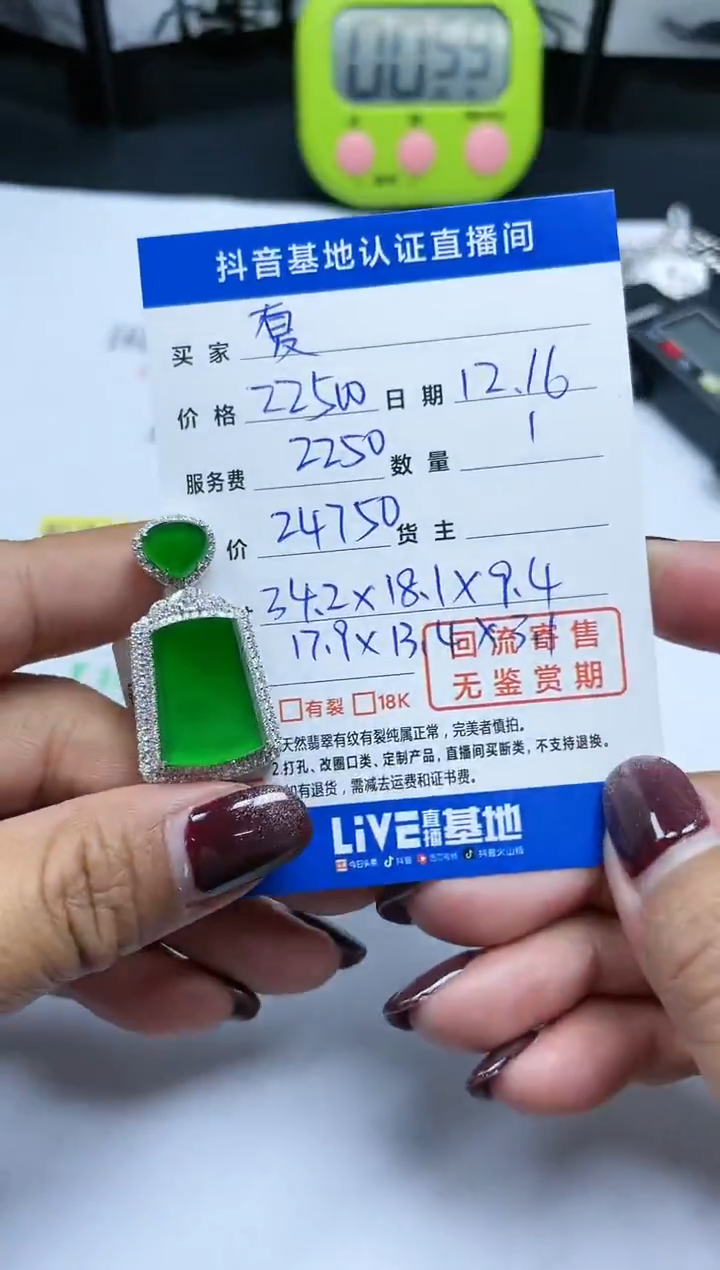 00 55
抖音基地认证直播间
买家 夏
价格 22500 日期 12.16
服务费 2250 数量 1
价 24750 货主
34.2×18.1×9.4
17.9×13.4×3.1
回流寄售
无鉴赏期
有裂 18K
天然翡翠有纹有裂纯属正常，完美者慎拍。
2.打孔、改圈口类、定制产品，直播间买断类，不支持退换。
如有退货，需减去运费和证书费。
LiVE直播基地
今日头条 抖音 抖音火山版